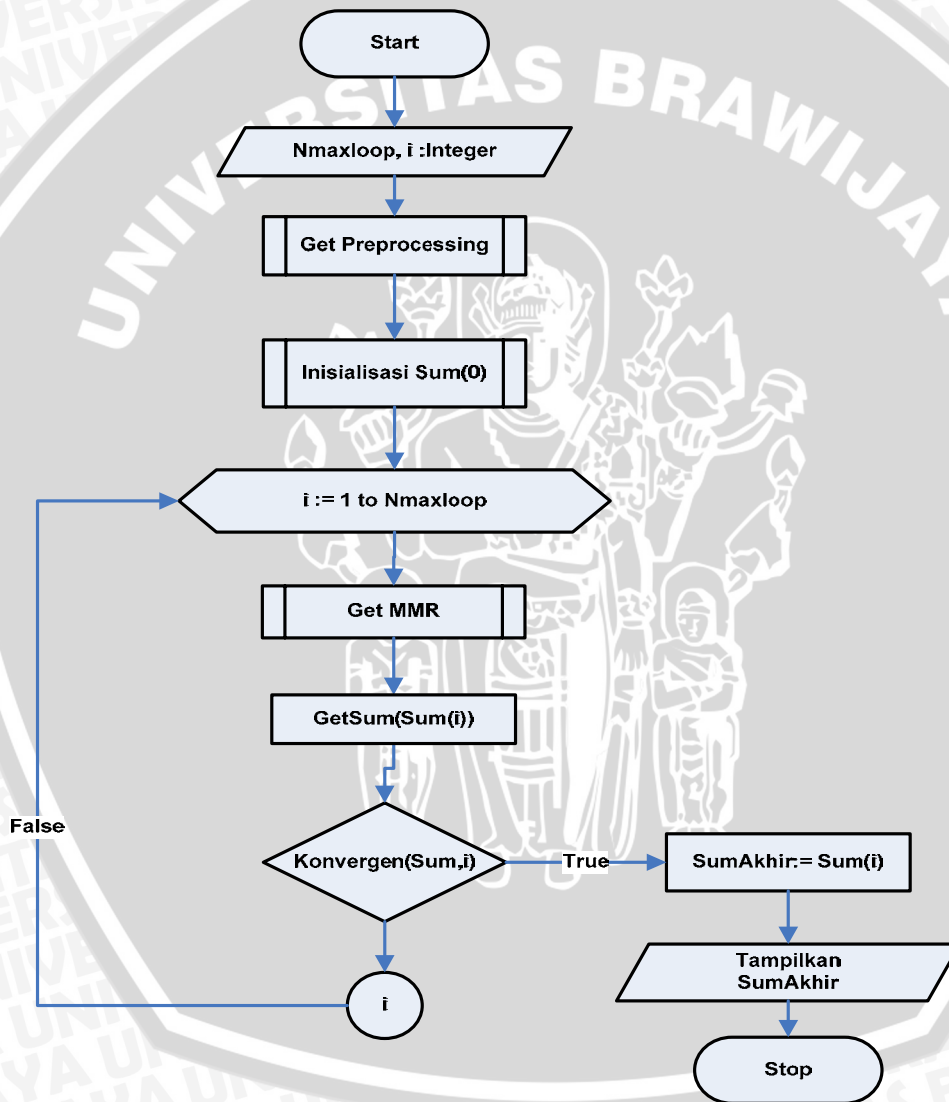 UNIVERSITAS BRAWIJAYA
Start
Nmaxloop, i :Integer
Get Preprocessing
Inisialisasi Sum(0)
i := 1 to Nmaxloop
Get MMR
GetSum(Sum(i))
False
Konvergen(Sum,i)
True
SumAkhir:= Sum(i)
i
Tampilkan
SumAkhir
Stop